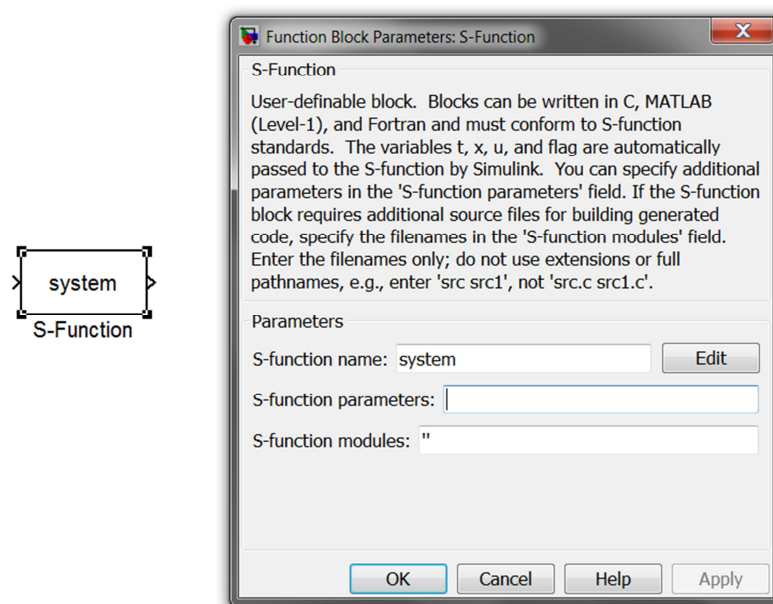 Function Block Parameters: S-Function
S-Function
User-definable block.  Blocks can be written in C, MATLAB
(Level-1), and Fortran and must conform to S-function
standards.  The variables t, x, u, and flag are automatically
passed to the S-function by Simulink.  You can specify additional
parameters in the 'S-function parameters' field. If the S-function
block requires additional source files for building generated
code, specify the filenames in the 'S-function modules' field.
Enter the filenames only; do not use extensions or full
pathnames, e.g., enter 'src src1', not 'src.c src1.c'.
system
S-Function
Parameters
S-function name: system Edit
S-function parameters:
S-function modules: ''
OK Cancel Help Apply